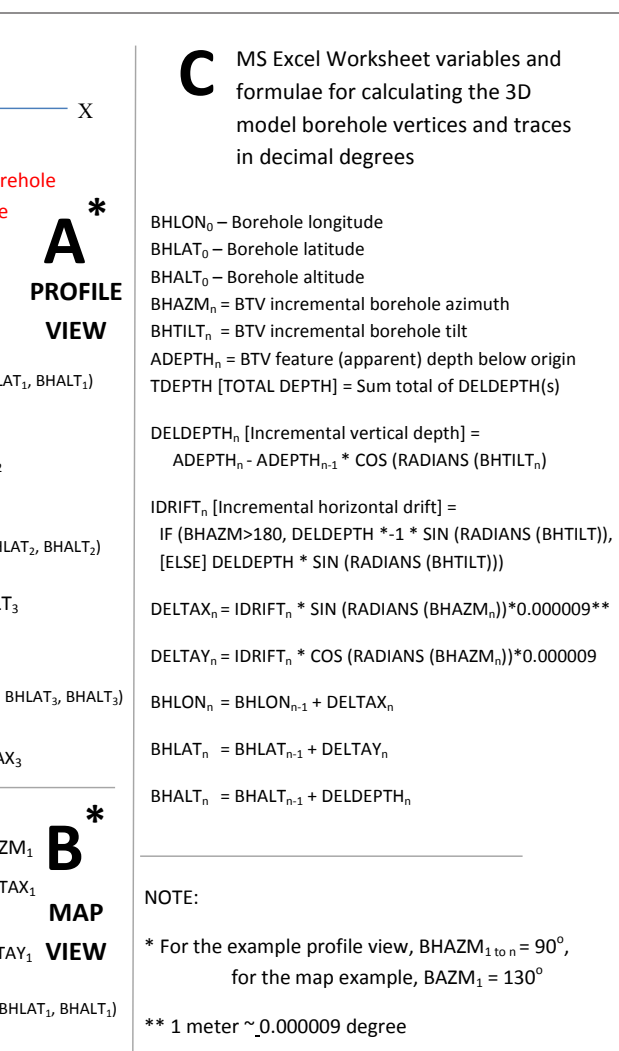 X
rehole
e
A*
PROFILE
VIEW
LAT₁, BHALT₁)
₂
HLAT₂, BHALT₂)
LT₃
BHLAT₃, BHALT₃)
AX₃
ZM₁
B*
TAX₁
MAP
TAY₁ VIEW
BHLAT₁, BHALT₁)
C
MS Excel Worksheet variables and
formulae for calculating the 3D
model borehole vertices and traces
in decimal degrees
BHLON₀ – Borehole longitude
BHLAT₀ – Borehole latitude
BHALT₀ – Borehole altitude
BHAZMₙ = BTV incremental borehole azimuth
BHTILTₙ = BTV incremental borehole tilt
ADEPTHₙ = BTV feature (apparent) depth below origin
TDEPTH [TOTAL DEPTH] = Sum total of DELDEPTH(s)
DELDEPTHₙ [Incremental vertical depth] =
ADEPTHₙ - ADEPTHₙ₋₁ * COS (RADIANS (BHTILTₙ)
IDRIFTₙ [Incremental horizontal drift] =
IF (BHAZM>180, DELDEPTH *-1 * SIN (RADIANS (BHTILT)),
[ELSE] DELDEPTH * SIN (RADIANS (BHTILT)))
DELTAXₙ = IDRIFTₙ * SIN (RADIANS (BHAZMₙ))*0.000009**
DELTAYₙ = IDRIFTₙ * COS (RADIANS (BHAZMₙ))*0.000009
BHLONₙ = BHLONₙ₋₁ + DELTAXₙ
BHLATₙ = BHLATₙ₋₁ + DELTAYₙ
BHALTₙ = BHALTₙ₋₁ + DELDEPTHₙ
NOTE:
* For the example profile view, BHAZM₁ ₜₒ ₙ = 90°,
for the map example, BAZM₁ = 130°
** 1 meter ~ 0.000009 degree